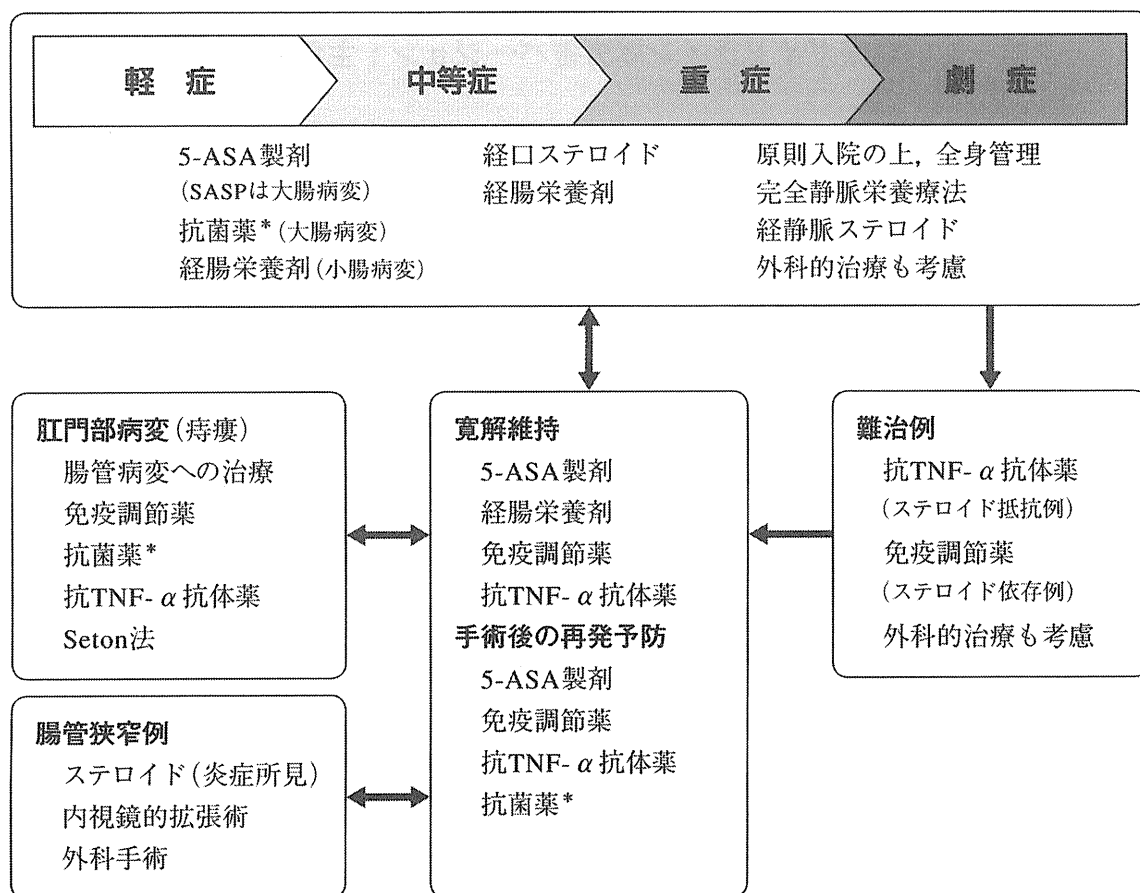 軽 症 中等症 重 症 劇 症
5-ASA製剤
(SASPは大腸病変)
抗菌薬* (大腸病変)
経腸栄養剤 (小腸病変)
経口ステロイド
経腸栄養剤
原則入院の上, 全身管理
完全静脈栄養療法
経静脈ステロイド
外科的治療も考慮
肛門部病変 (痔瘻)
腸管病変への治療
免疫調節薬
抗菌薬*
抗TNF-α抗体薬
Seton法
腸管狭窄例
ステロイド (炎症所見)
内視鏡的拡張術
外科手術
寛解維持
5-ASA製剤
経腸栄養剤
免疫調節薬
抗TNF-α抗体薬
手術後の再発予防
5-ASA製剤
免疫調節薬
抗TNF-α抗体薬
抗菌薬*
難治例
抗TNF-α抗体薬
(ステロイド抵抗例)
免疫調節薬
(ステロイド依存例)
外科的治療も考慮